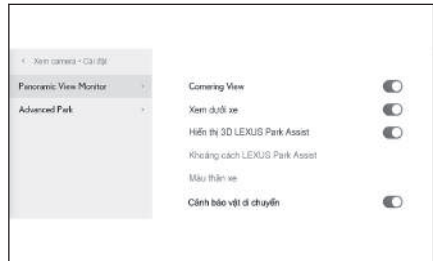 Xem camera - Cài đặt
Panoramic View Monitor
Advanced Park
Cornering View
Xem dưới xe
Hiển thị 3D LEXUS Park Assist
Khoảng cách LEXUS Park Assist
Màu thân xe
Cảnh báo vật di chuyển